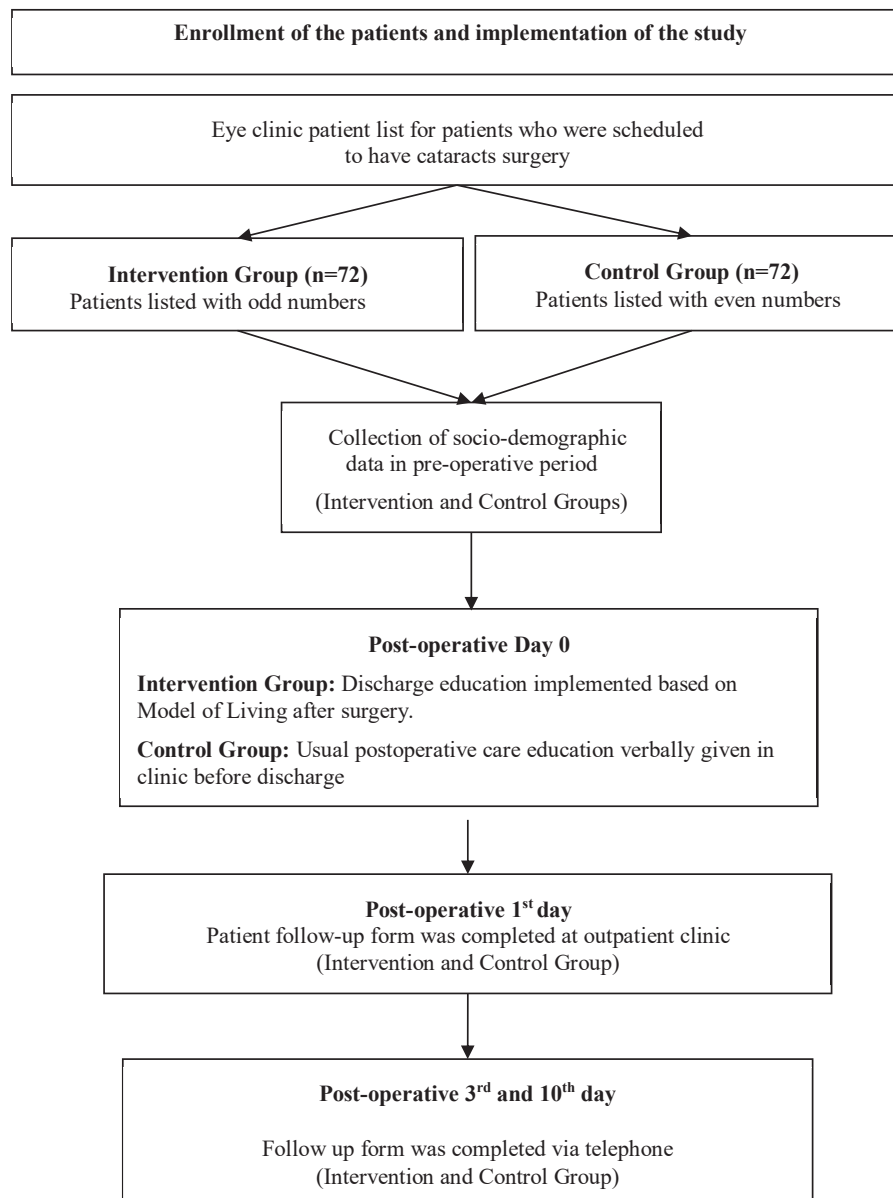 Enrollment of the patients and implementation of the study
Eye clinic patient list for patients who were scheduled
to have cataracts surgery
Intervention Group (n=72)
Patients listed with odd numbers
Control Group (n=72)
Patients listed with even numbers
Collection of socio-demographic
data in pre-operative period
(Intervention and Control Groups)
Post-operative Day 0
Intervention Group: Discharge education implemented based on
Model of Living after surgery.
Control Group: Usual postoperative care education verbally given in
clinic before discharge
Post-operative 1st day
Patient follow-up form was completed at outpatient clinic
(Intervention and Control Group)
Post-operative 3rd and 10th day
Follow up form was completed via telephone
(Intervention and Control Group)